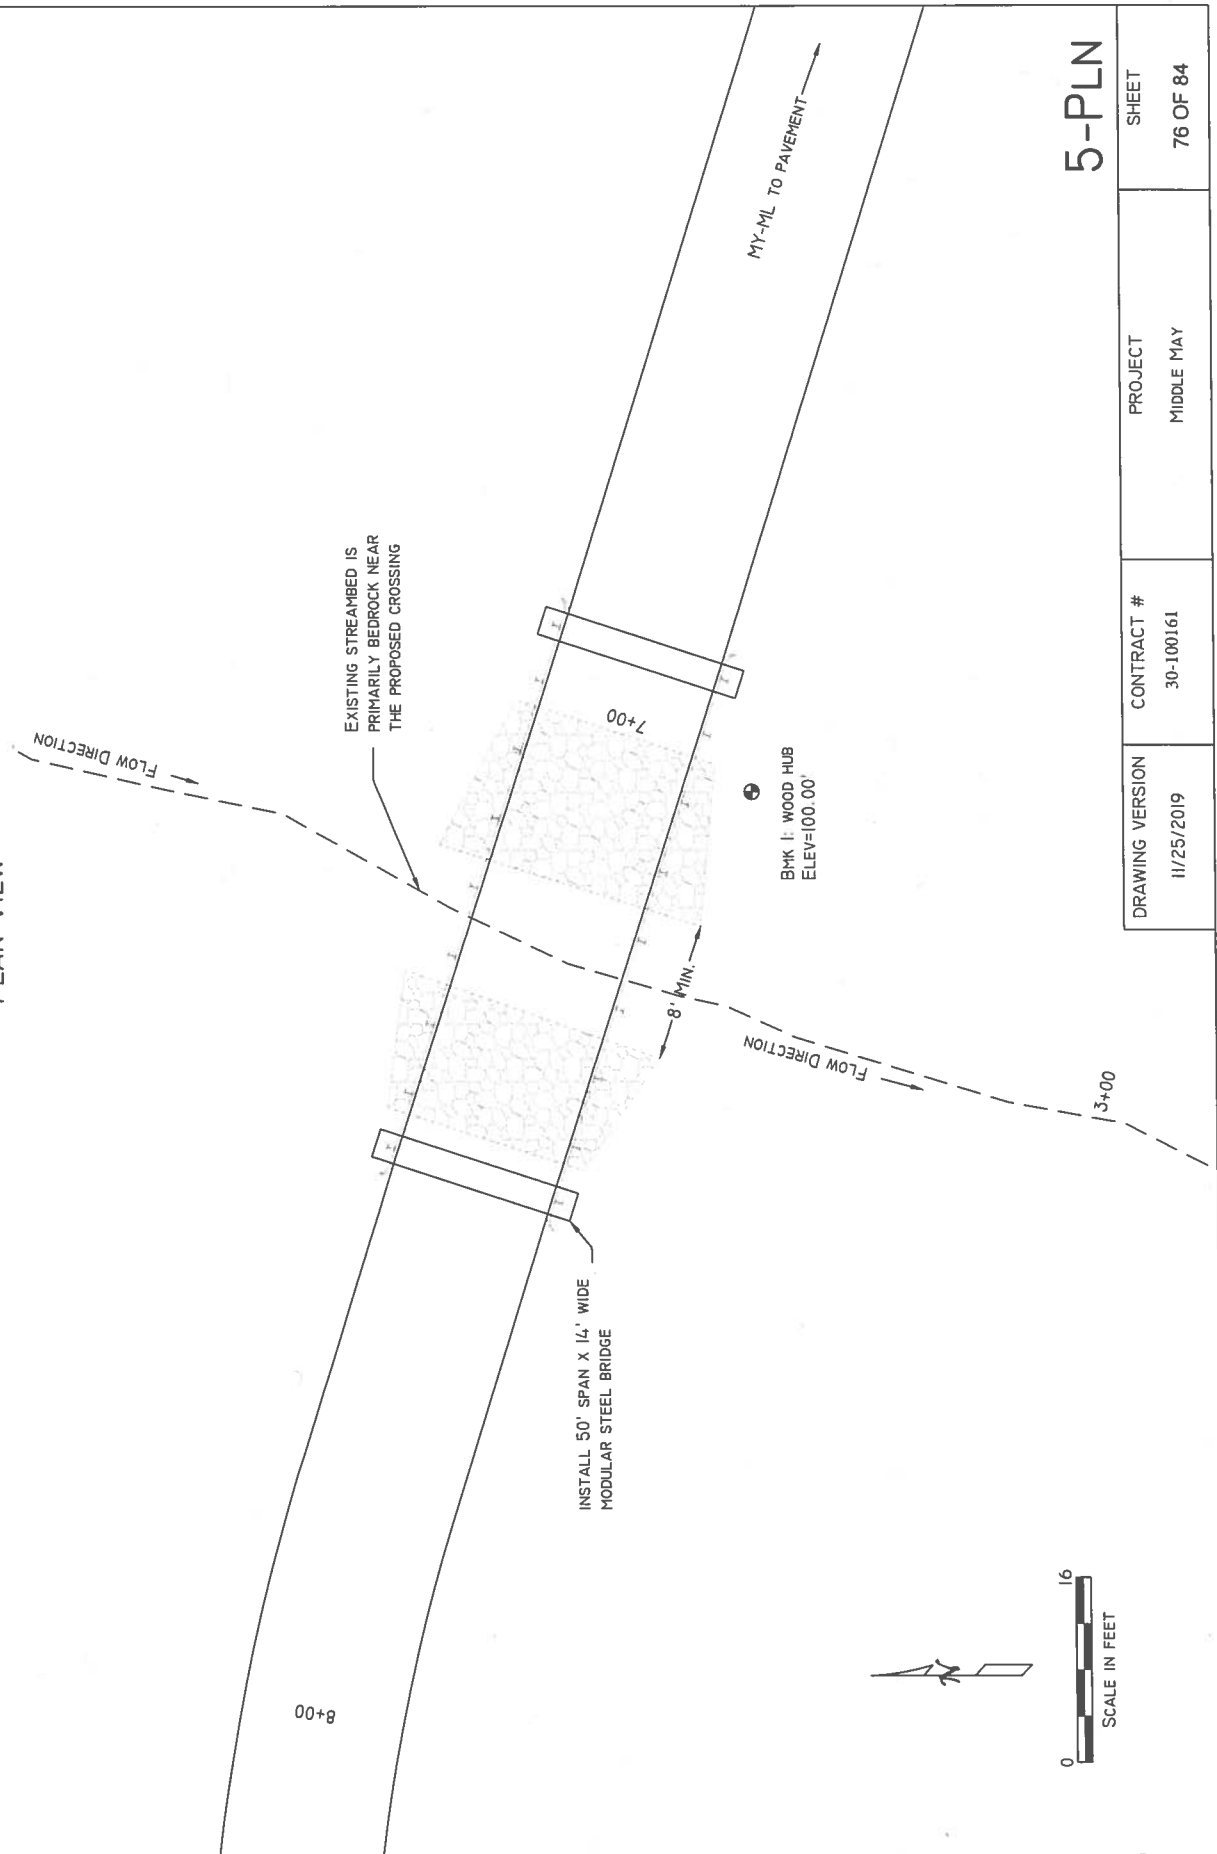 PLAN VIEW
FLOW DIRECTION
EXISTING STREAMBED IS
PRIMARILY BEDROCK NEAR
THE PROPOSED CROSSING
MY-ML TO PAVEMENT
7+00
8+00
8' MIN.
BMK 1: WOOD HUB
ELEV=100.00'
INSTALL 50' SPAN X 14' WIDE
MODULAR STEEL BRIDGE
FLOW DIRECTION
3+00
N
0 16
SCALE IN FEET
5-PLN
DRAWING VERSION
11/25/2019
CONTRACT #
30-100161
PROJECT
MIDDLE MAY
SHEET
76 OF 84